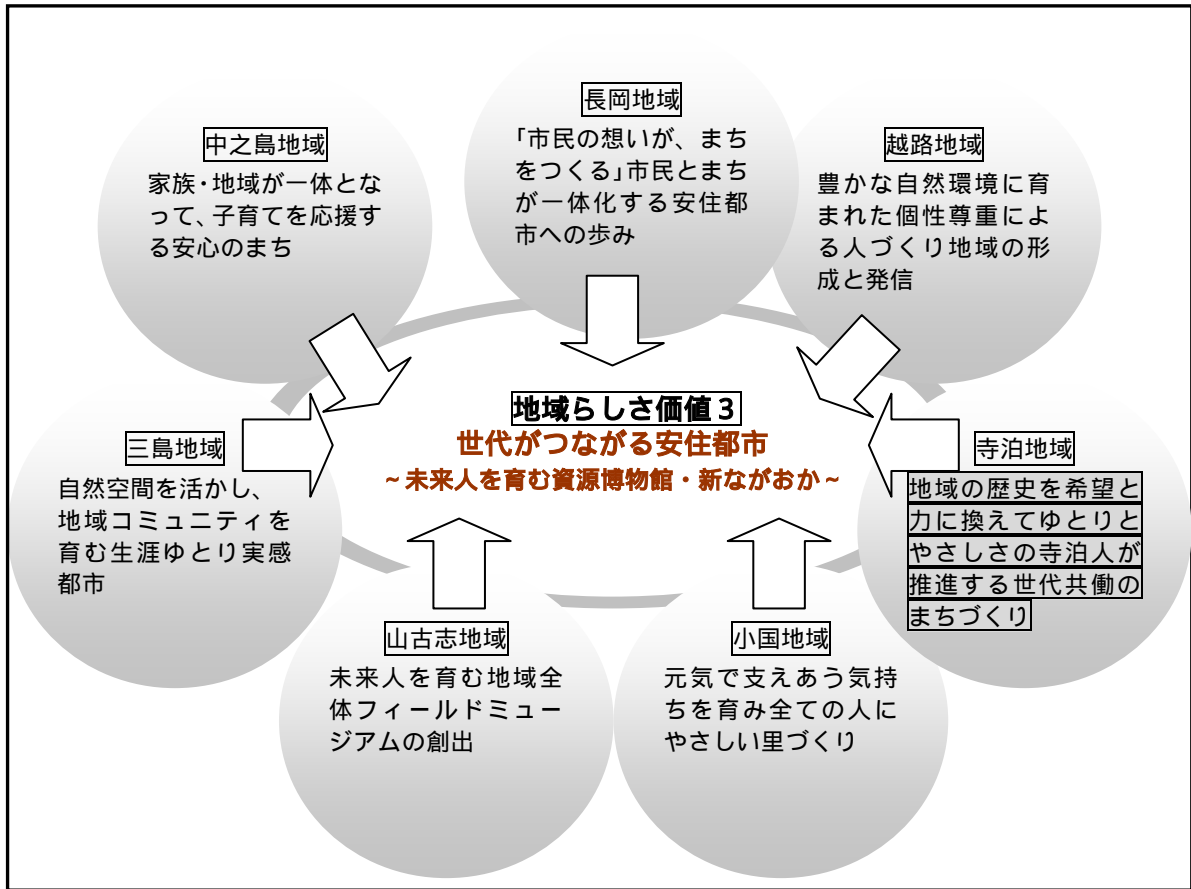 長岡地域
「市民の想いが、まち
をつくる」市民とまち
が一体化する安住都
市への歩み
中之島地域
家族・地域が一体とな
って、子育てを応援す
る安心のまち
越路地域
豊かな自然環境に育
まれた個性尊重によ
る人づくり地域の形
成と発信
地域らしさ価値３
世代がつながる安住都市
～未来人を育む資源博物館・新ながおか～
三島地域
自然空間を活かし、
地域コミュニティを
育む生涯ゆとり実感
都市
寺泊地域
地域の歴史を希望と
力に換えてゆとりと
やさしさの寺泊人が
推進する世代共働の
まちづくり
山古志地域
未来人を育む地域全
体フィールドミュー
ジアムの創出
小国地域
元気で支えあう気持
ちを育み全ての人に
やさしい里づくり